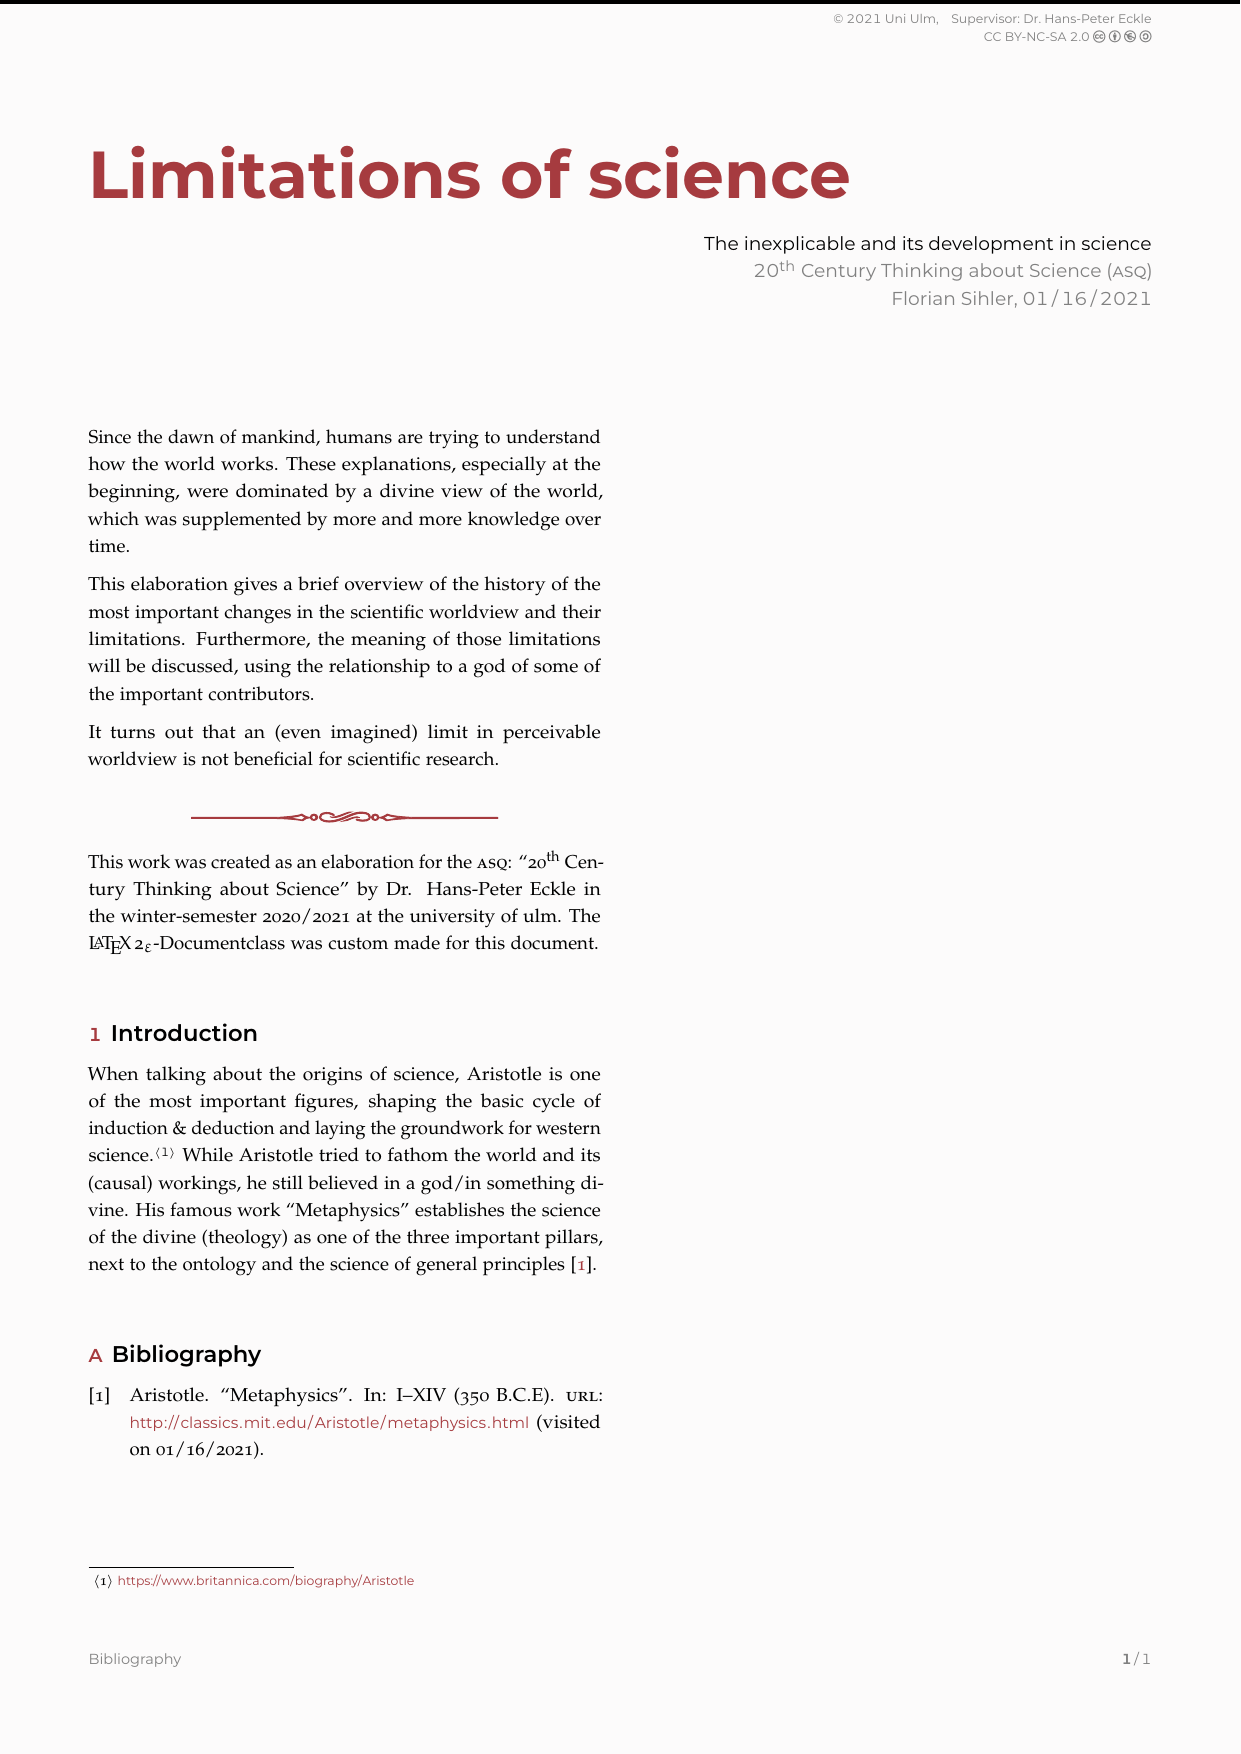 © 2021 Uni Ulm, Supervisor: Dr. Hans-Peter Eckle
CC BY-NC-SA 2.0
Limitations of science
The inexplicable and its development in science
20th Century Thinking about Science (ASQ)
Florian Sihler, 01/16/2021
Since the dawn of mankind, humans are trying to understand
how the world works. These explanations, especially at the
beginning, were dominated by a divine view of the world,
which was supplemented by more and more knowledge over
time.
This elaboration gives a brief overview of the history of the
most important changes in the scientific worldview and their
limitations. Furthermore, the meaning of those limitations
will be discussed, using the relationship to a god of some of
the important contributors.
It turns out that an (even imagined) limit in perceivable
worldview is not beneficial for scientific research.
This work was created as an elaboration for the ASQ: “20th Cen-
tury Thinking about Science” by Dr. Hans-Peter Eckle in
the winter-semester 2020/2021 at the university of ulm. The
LATEX 2ε-Documentclass was custom made for this document.
1 Introduction
When talking about the origins of science, Aristotle is one
of the most important figures, shaping the basic cycle of
induction & deduction and laying the groundwork for western
science.⟨1⟩ While Aristotle tried to fathom the world and its
(causal) workings, he still believed in a god/in something di-
vine. His famous work “Metaphysics” establishes the science
of the divine (theology) as one of the three important pillars,
next to the ontology and the science of general principles [1].
A Bibliography
[1] Aristotle. “Metaphysics”. In: I–XIV (350 B.C.E). URL:
http://classics.mit.edu/Aristotle/metaphysics.html (visited
on 01/16/2021).
⟨1⟩ https://www.britannica.com/biography/Aristotle
Bibliography 1/1